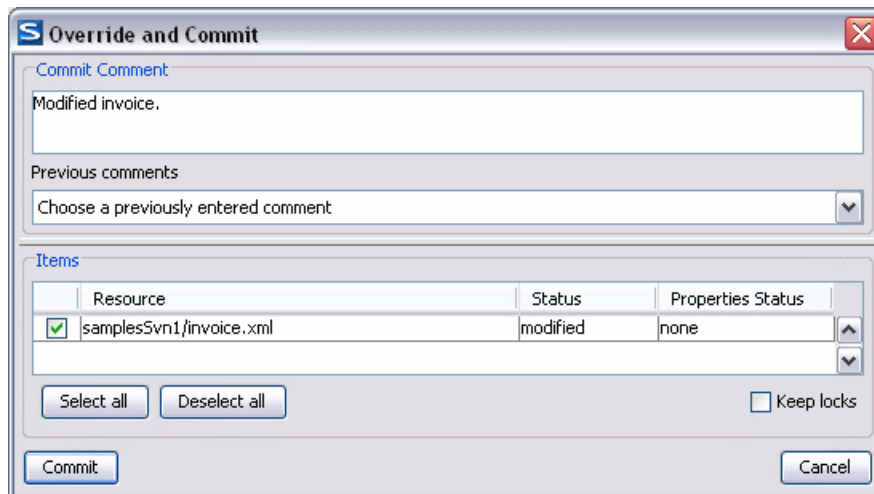 S Override and Commit
Commit Comment
Modified invoice.
Previous comments
Choose a previously entered comment
Items
Resource Status Properties Status
samplesSvn1/invoice.xml modified none
Select all Deselect all Keep locks
Commit Cancel